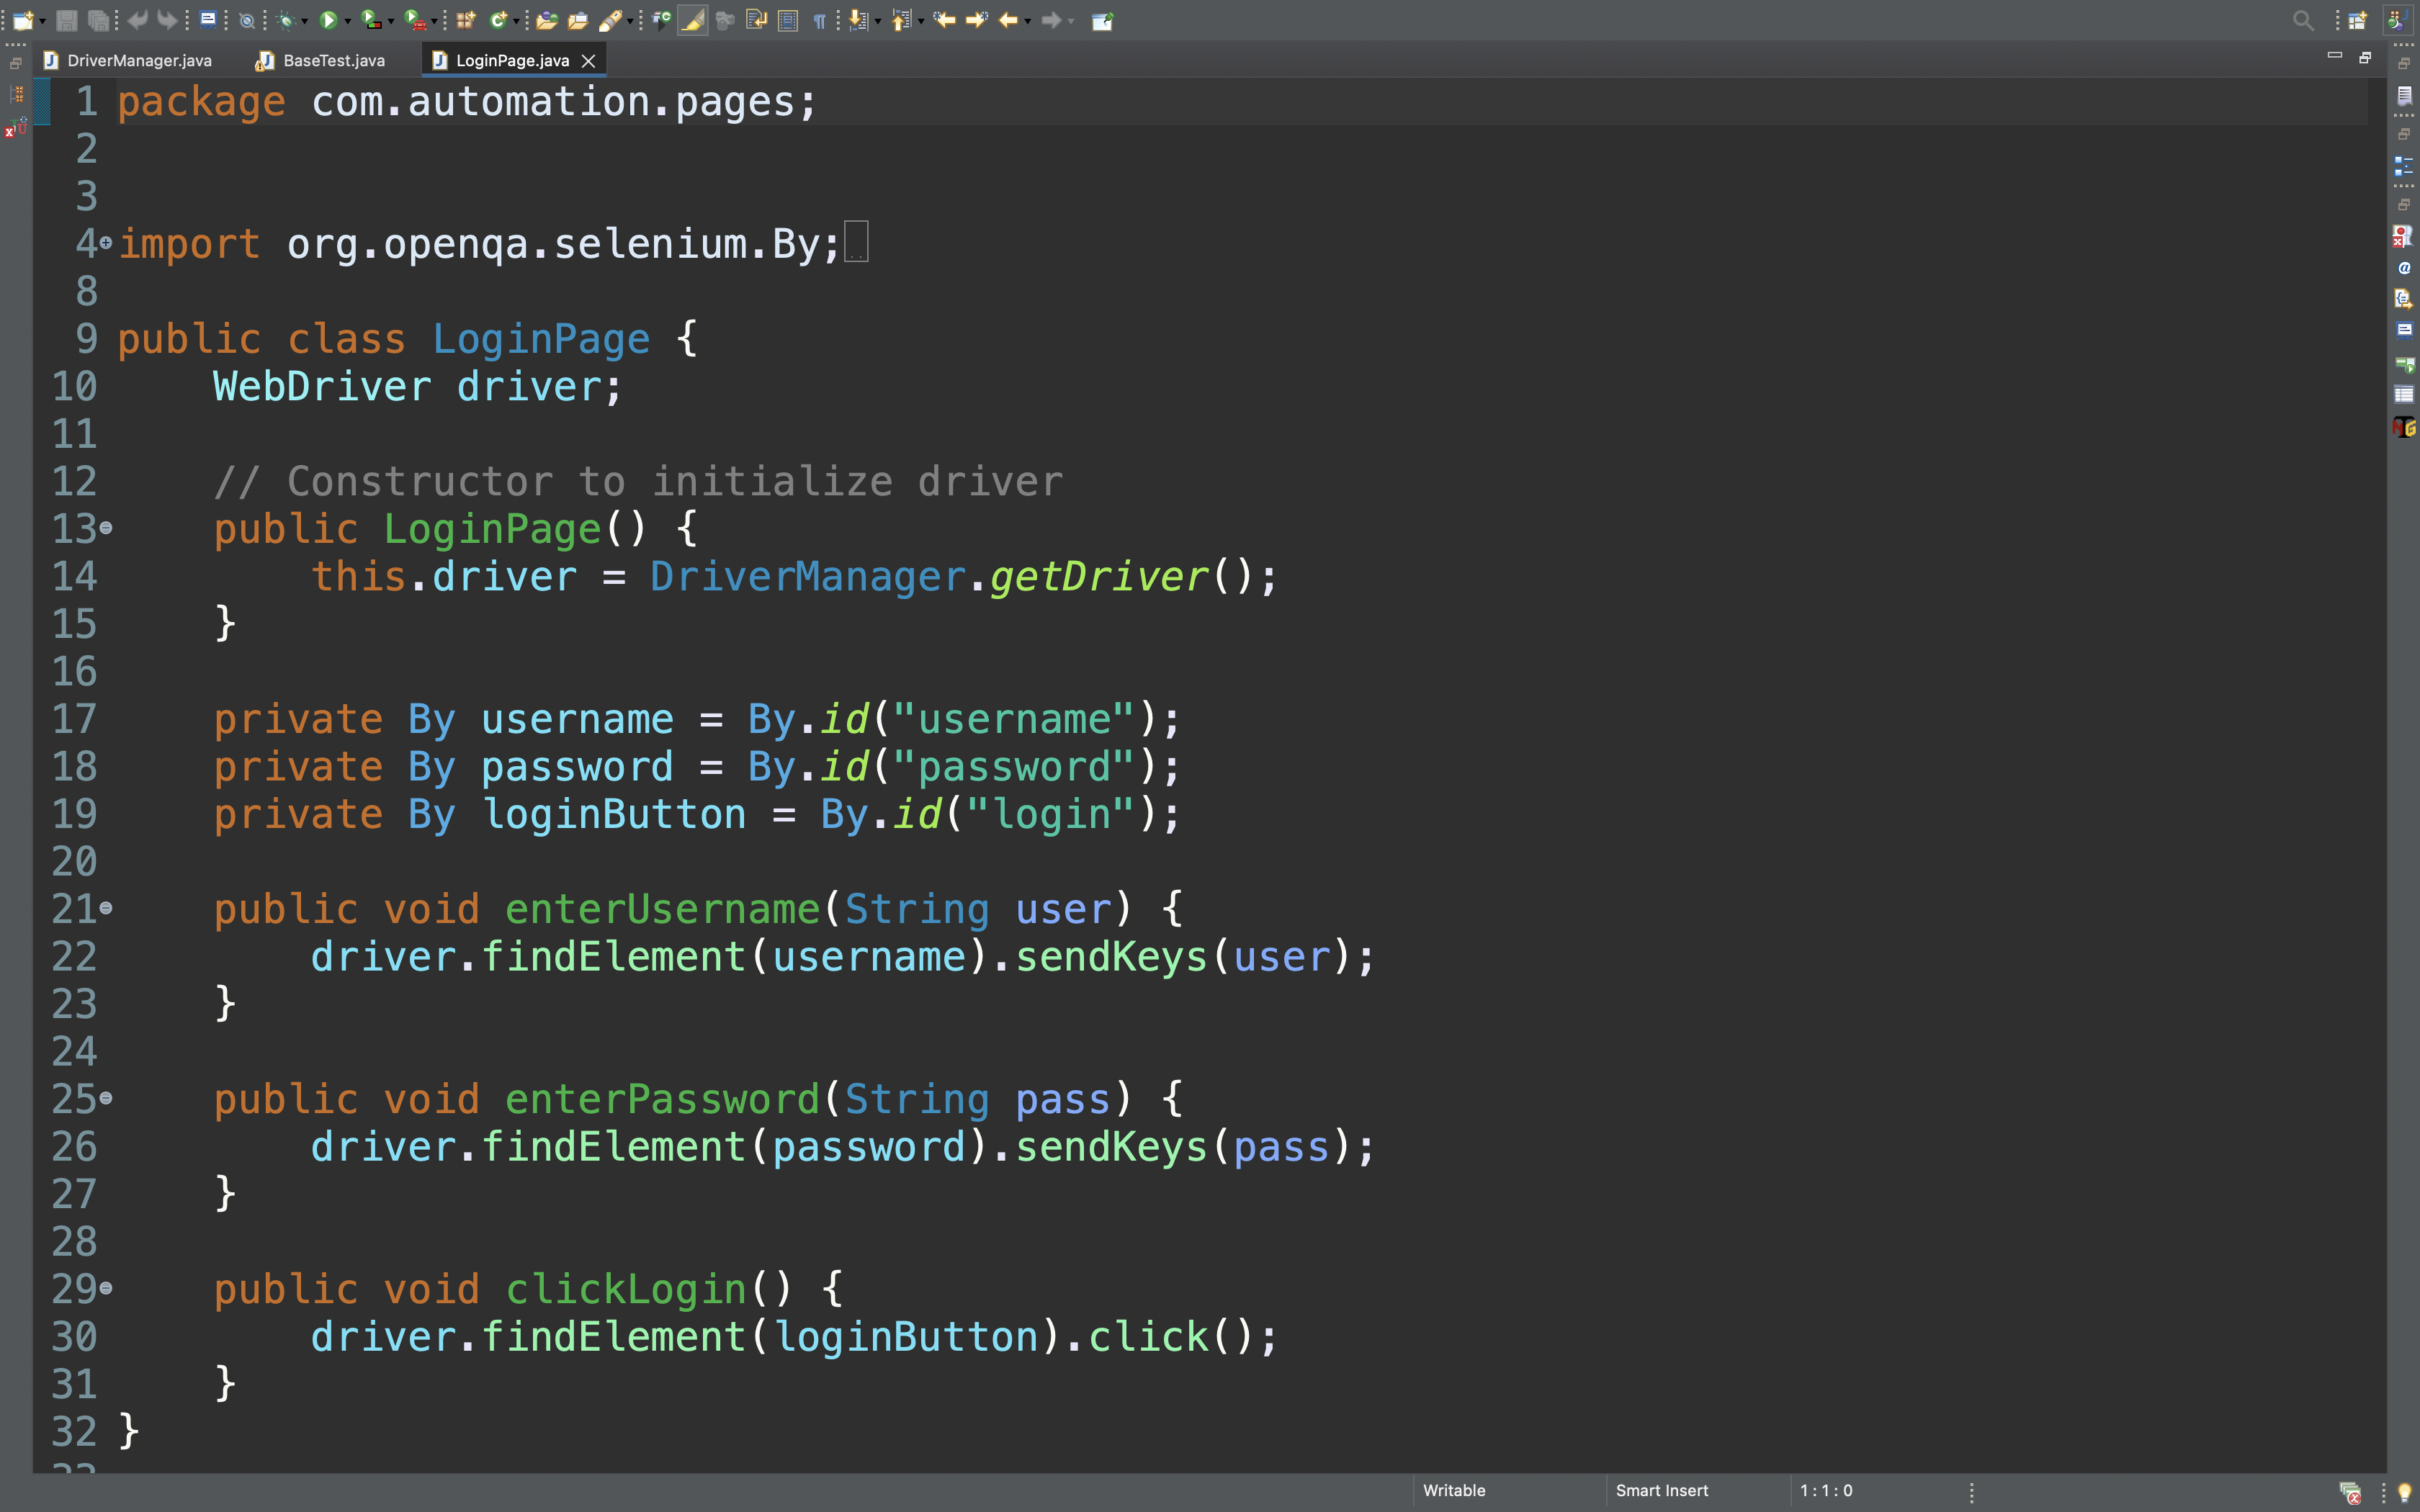 DriverManager.java BaseTest.java LoginPage.java
1 package com.automation.pages;
2
3
4 import org.openqa.selenium.By;
8
9 public class LoginPage {
10 WebDriver driver;
11
12 // Constructor to initialize driver
13 public LoginPage() {
14 this.driver = DriverManager.getDriver();
15 }
16
17 private By username = By.id("username");
18 private By password = By.id("password");
19 private By loginButton = By.id("login");
20
21 public void enterUsername(String user) {
22 driver.findElement(username).sendKeys(user);
23 }
24
25 public void enterPassword(String pass) {
26 driver.findElement(password).sendKeys(pass);
27 }
28
29 public void clickLogin() {
30 driver.findElement(loginButton).click();
31 }
32 }
Writable Smart Insert 1 : 1 : 0